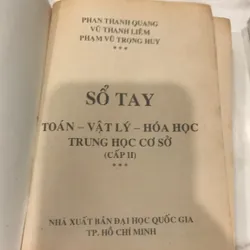 PHAN THANH QUANG
VŨ THANH LIÊM
PHẠM VŨ TRỌNG HUY
***
SỔ TAY
TOÁN – VẬT LÝ – HÓA HỌC
TRUNG HỌC CƠ SỞ
(CẤP II)
***
NHÀ XUẤT BẢN ĐẠI HỌC QUỐC GIA
TP. HỒ CHÍ MINH